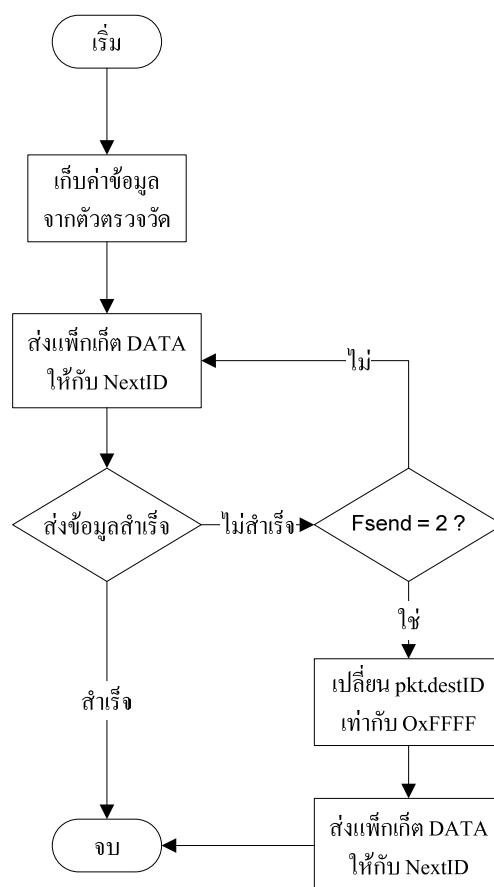 เริ่ม
เก็บค่าข้อมูล
จากตัวตรวจวัด
ส่งแพ็กเก็ต DATA
ให้กับ NextID
ไม่
ส่งข้อมูลสำเร็จ
ไม่สำเร็จ
Fsend = 2 ?
ใช่
สำเร็จ
เปลี่ยน pkt.destID
เท่ากับ OxFFFF
ส่งแพ็กเก็ต DATA
ให้กับ NextID
จบ